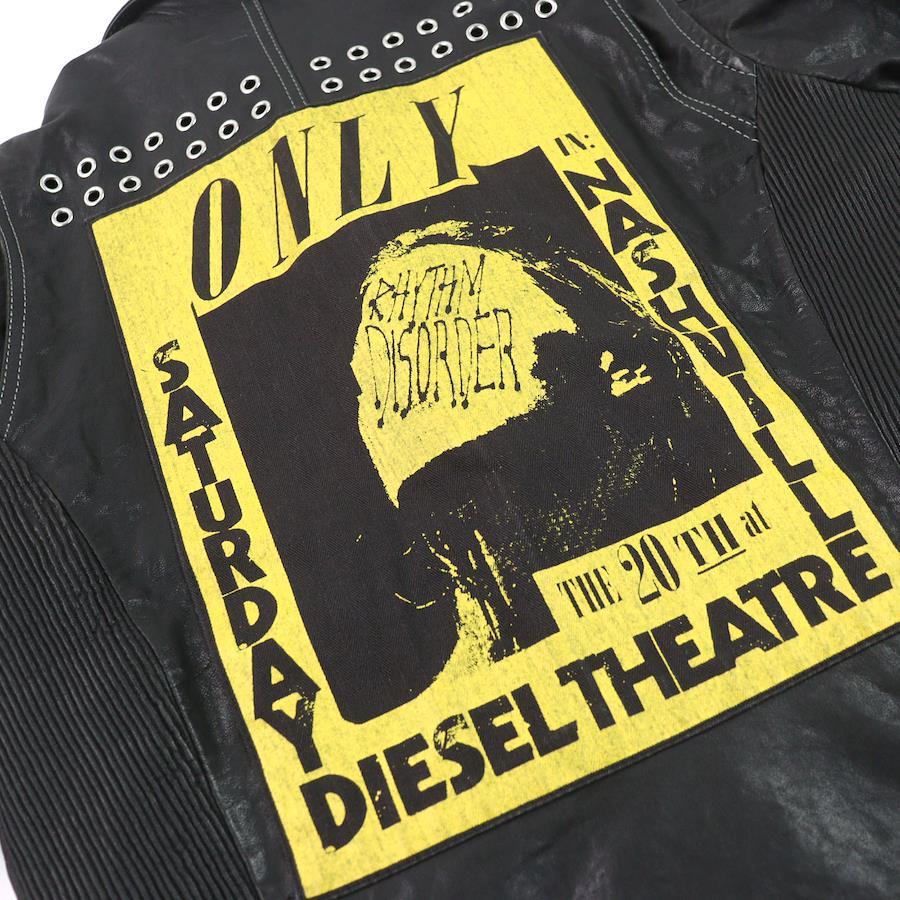 ONLY
IN:
NASHVILLE
RHYTHM
DISORDER
SATURDAY
THE 20 TH at
DIESEL THEATRE